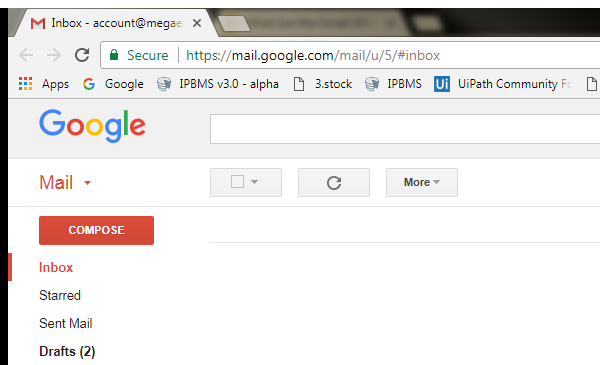 Inbox - account@megae
Secure https://mail.google.com/mail/u/5/#inbox
Apps Google IPBMS v3.0 - alpha 3.stock IPBMS Ui UiPath Community Fo
Google
Mail More
COMPOSE
Inbox
Starred
Sent Mail
Drafts (2)